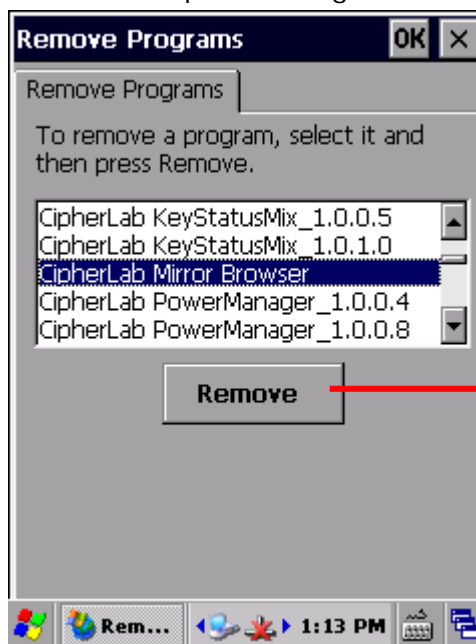 Remove Programs OK ×
Remove Programs
To remove a program, select it and
then press Remove.
CipherLab KeyStatusMix_1.0.0.5
CipherLab KeyStatusMix_1.0.1.0
CipherLab Mirror Browser
CipherLab PowerManager_1.0.0.4
CipherLab PowerManager_1.0.0.8
Remove
Rem... 1:13 PM